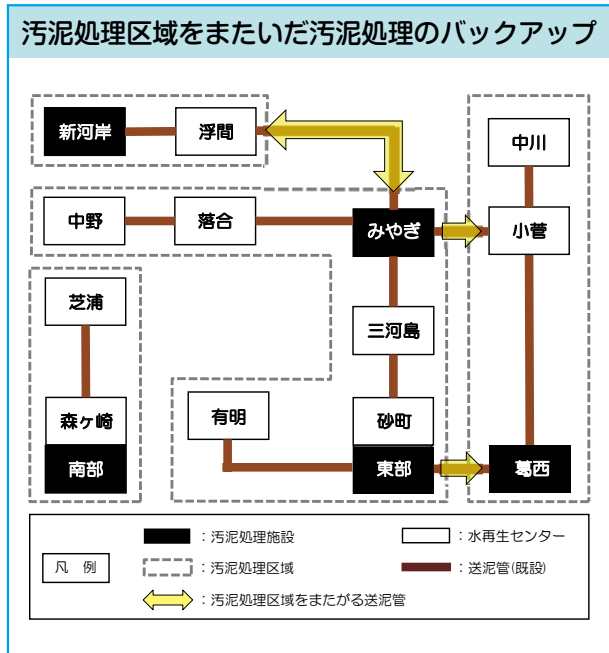 汚泥処理区域をまたいだ汚泥処理のバックアップ
新河岸
浮間
中川
中野
落合
みやぎ
小菅
芝浦
三河島
有明
森ヶ崎
砂町
南部
東部
葛西
凡 例
：汚泥処理施設
：水再生センター
：汚泥処理区域
：送泥管(既設)
：汚泥処理区域をまたがる送泥管